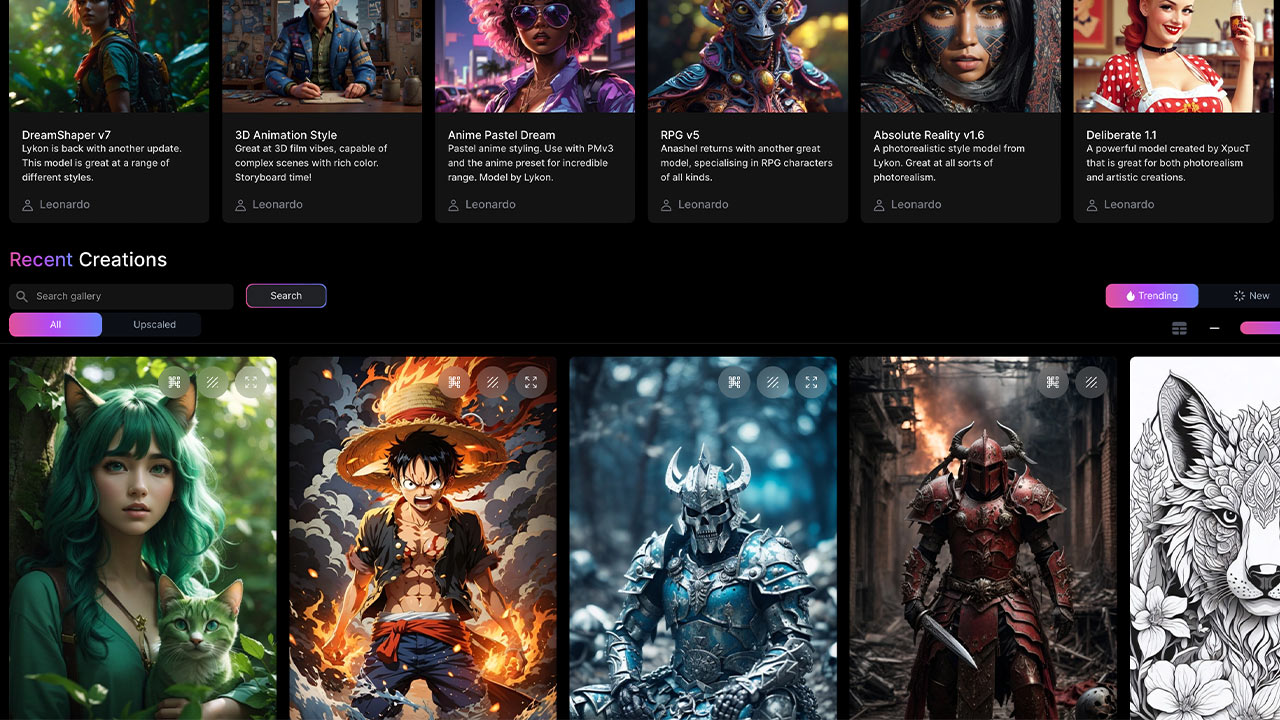 DreamShaper v7
Lykon is back with another update.
This model is great at a range of
different styles.
Leonardo
3D Animation Style
Great at 3D film vibes, capable of
complex scenes with rich color.
Storyboard time!
Leonardo
Anime Pastel Dream
Pastel anime styling. Use with PMv3
and the anime preset for incredible
range. Model by Lykon.
Leonardo
RPG v5
Anashel returns with another great
model, specialising in RPG characters
of all kinds.
Leonardo
Absolute Reality v1.6
A photorealistic style model from
Lykon. Great at all sorts of
photorealism.
Leonardo
Deliberate 1.1
A powerful model created by XpucT
that is great for both photorealism
and artistic creations.
Leonardo
Recent Creations
Search gallery
Search
Trending
New
All
Upscaled